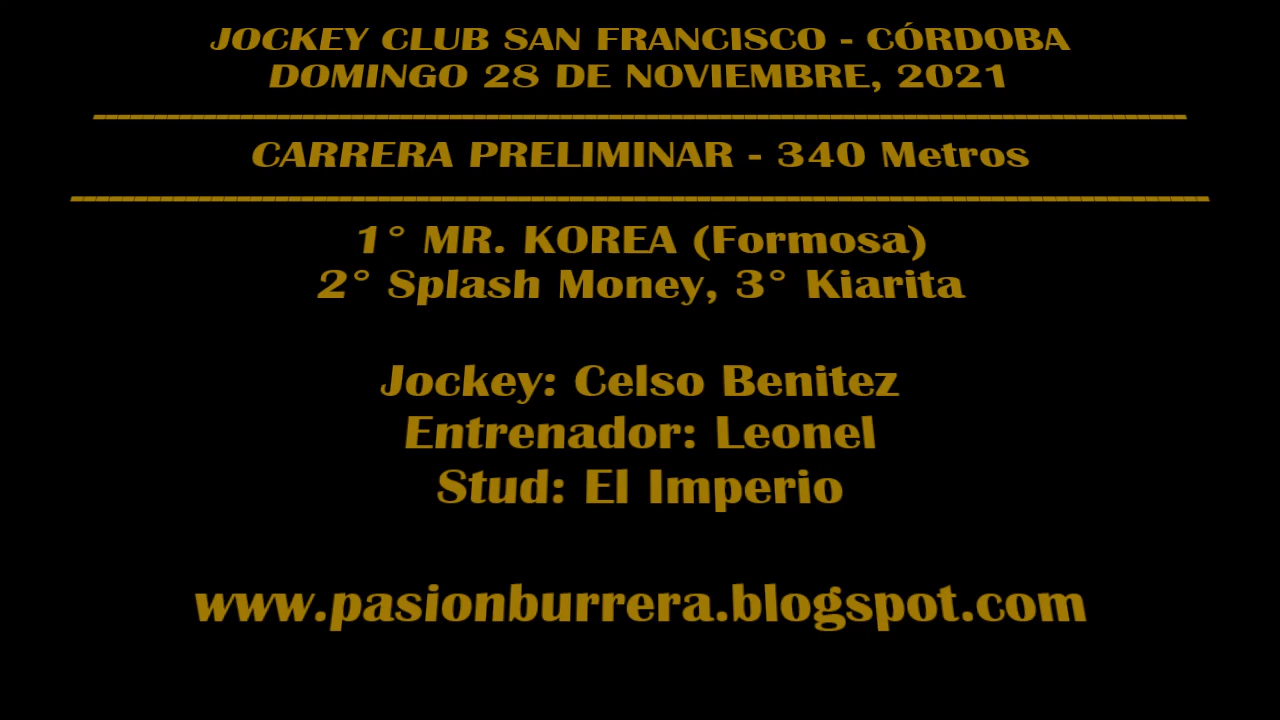 JOCKEY CLUB SAN FRANCISCO - CÓRDOBA
DOMINGO 28 DE NOVIEMBRE, 2021
CARRERA PRELIMINAR - 340 Metros
1° MR. KOREA (Formosa)
2° Splash Money, 3° Kiarita
Jockey: Celso Benitez
Entrenador: Leonel
Stud: El Imperio
www.pasionburrera.blogspot.com